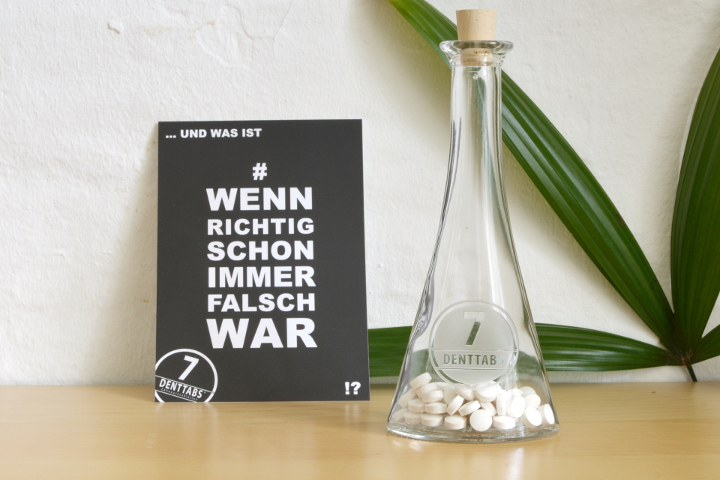 ... UND WAS IST
#
WENN
RICHTIG
SCHON
IMMER
FALSCH
WAR
7
DENTTABS
!?
7
DENTTAB